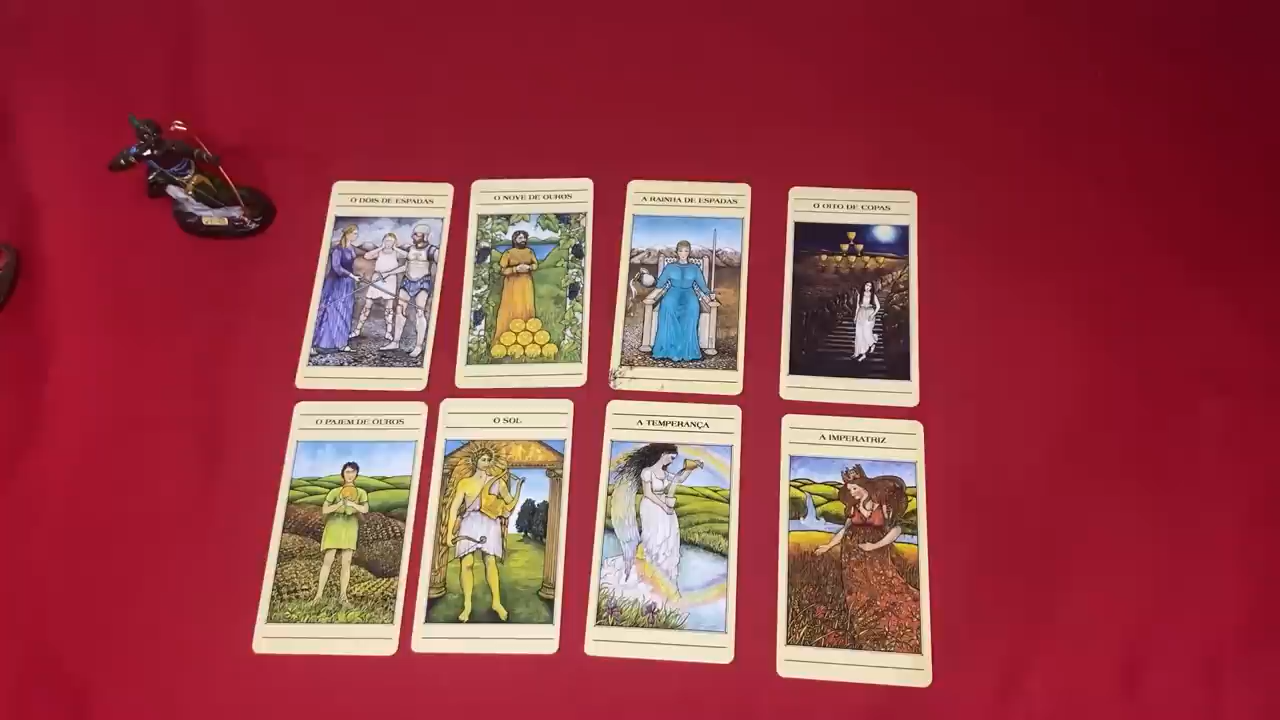 O DOIS DE ESPADAS
O NOVE DE OUROS
A RAINHA DE ESPADAS
O OITO DE COPAS
O PAJEM DE OUROS
O SOL
A TEMPERANÇA
A IMPERATRIZ